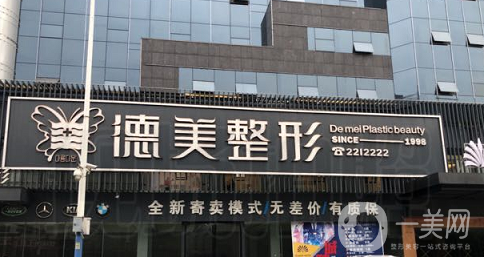 德美整形
De mei Plastic beauty
SINCE 1998
☎2212222
全新寄卖模式/无差价/有质保
一美网